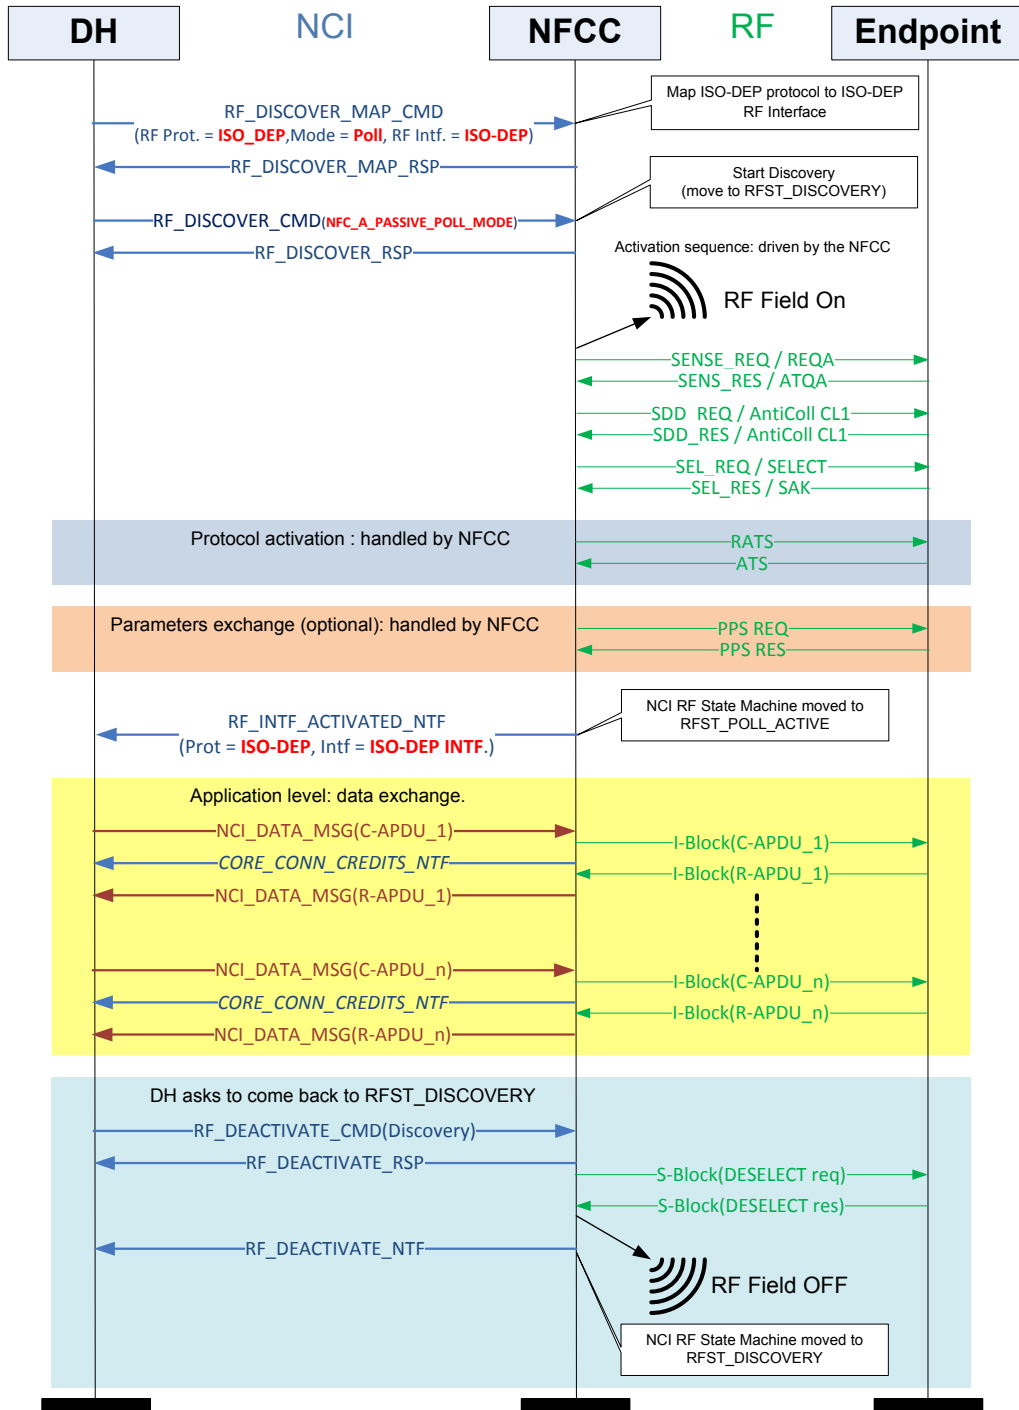 DH
NCI
NFCC
RF
Endpoint
RF_DISCOVER_MAP_CMD
(RF Prot. = ISO_DEP,Mode = Poll, RF Intf. = ISO-DEP)
Map ISO-DEP protocol to ISO-DEP
RF Interface
RF_DISCOVER_MAP_RSP
Start Discovery
(move to RFST_DISCOVERY)
RF_DISCOVER_CMD(NFC_A_PASSIVE_POLL_MODE)
RF_DISCOVER_RSP
Activation sequence: driven by the NFCC
RF Field On
SENSE_REQ / REQA
SENS_RES / ATQA
SDD_REQ / AntiColl CL1
SDD_RES / AntiColl CL1
SEL_REQ / SELECT
SEL_RES / SAK
Protocol activation : handled by NFCC
RATS
ATS
Parameters exchange (optional): handled by NFCC
PPS REQ
PPS RES
NCI RF State Machine moved to
RFST_POLL_ACTIVE
RF_INTF_ACTIVATED_NTF
(Prot = ISO-DEP, Intf = ISO-DEP INTF.)
Application level: data exchange.
NCI_DATA_MSG(C-APDU_1)
I-Block(C-APDU_1)
CORE_CONN_CREDITS_NTF
I-Block(R-APDU_1)
NCI_DATA_MSG(R-APDU_1)
NCI_DATA_MSG(C-APDU_n)
I-Block(C-APDU_n)
CORE_CONN_CREDITS_NTF
I-Block(R-APDU_n)
NCI_DATA_MSG(R-APDU_n)
DH asks to come back to RFST_DISCOVERY
RF_DEACTIVATE_CMD(Discovery)
RF_DEACTIVATE_RSP
S-Block(DESELECT req)
S-Block(DESELECT res)
RF_DEACTIVATE_NTF
RF Field OFF
NCI RF State Machine moved to
RFST_DISCOVERY